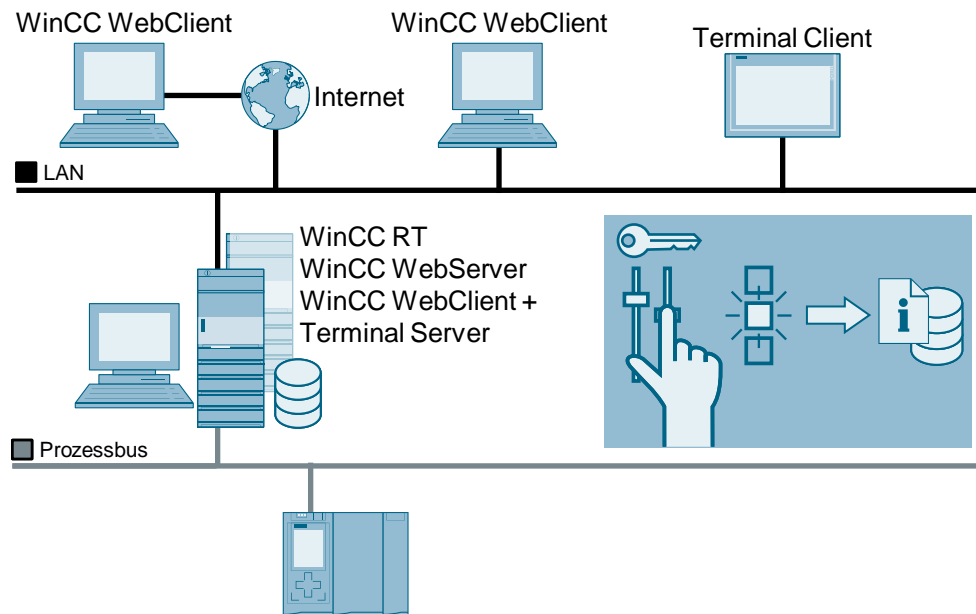 WinCC WebClient
WinCC WebClient
Terminal Client
Internet
LAN
WinCC RT
WinCC WebServer
WinCC WebClient +
Terminal Server
i
Prozessbus